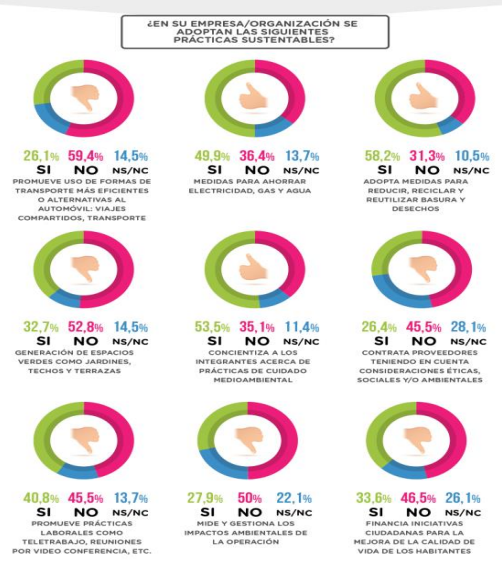 ¿EN SU EMPRESA/ORGANIZACIÓN SE
ADOPTAN LAS SIGUIENTES
PRÁCTICAS SUSTENTABLES?
26,1% 59,4% 14,5%
SI NO NS/NC
PROMUEVE USO DE FORMAS DE
TRANSPORTE MÁS EFICIENTES
O ALTERNATIVAS AL
AUTOMÓVIL: VIAJES
COMPARTIDOS, TRANSPORTE
49,9% 36,4% 13,7%
SI NO NS/NC
MEDIDAS PARA AHORRAR
ELECTRICIDAD, GAS Y AGUA
58,2% 31,3% 10,5%
SI NO NS/NC
ADOPTA MEDIDAS PARA
REDUCIR, RECICLAR Y
REUTILIZAR BASURA Y
DESECHOS
32,7% 52,8% 14,5%
SI NO NS/NC
GENERACIÓN DE ESPACIOS
VERDES COMO JARDINES,
TECHOS Y TERRAZAS
53,5% 35,1% 11,4%
SI NO NS/NC
CONCIENTIZA A LOS
INTEGRANTES ACERCA DE
PRÁCTICAS DE CUIDADO
MEDIOAMBIENTAL
26,4% 45,5% 28,1%
SI NO NS/NC
CONTRATA PROVEEDORES
TENIENDO EN CUENTA
CONSIDERACIONES ÉTICAS,
SOCIALES Y/O AMBIENTALES
40,8% 45,5% 13,7%
SI NO NS/NC
PROMUEVE PRÁCTICAS
LABORALES COMO
TELETRABAJO, REUNIONES
POR VIDEO CONFERENCIA, ETC.
27,9% 50% 22,1%
SI NO NS/NC
MIDE Y GESTIONA LOS
IMPACTOS AMBIENTALES DE
LA OPERACIÓN
33,6% 46,5% 26,1%
SI NO NS/NC
FINANCIA INICIATIVAS
CIUDADANAS PARA LA
MEJORA DE LA CALIDAD DE
VIDA DE LOS HABITANTES